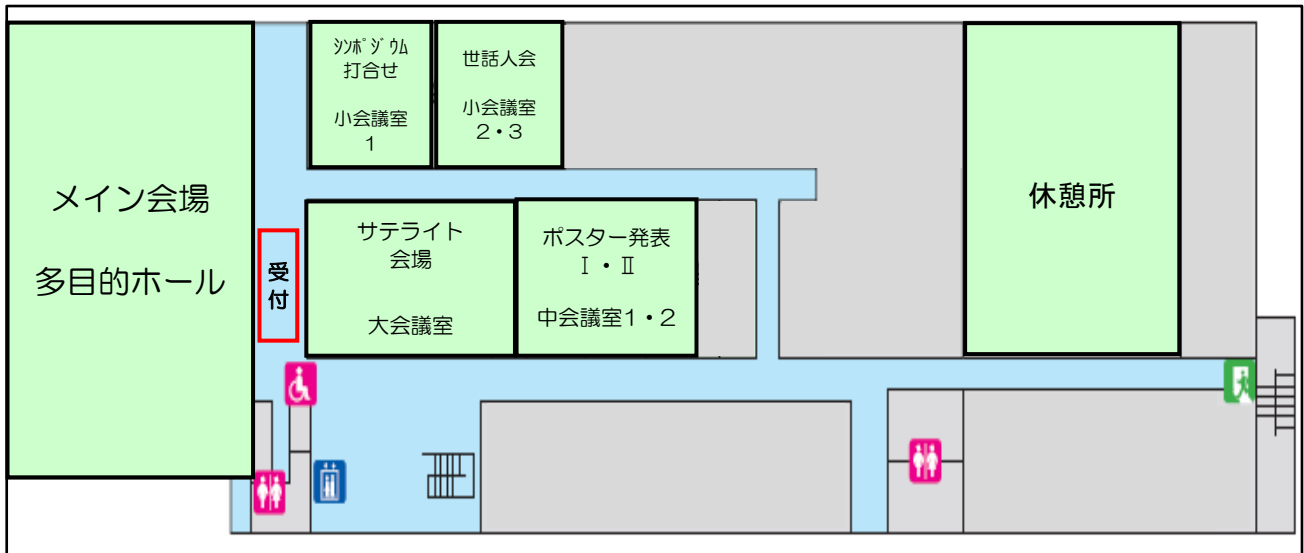 メイン会場
多目的ホール
受
付
ｼﾝﾎﾟｼﾞｳﾑ
打合せ
小会議室
1
世話人会
小会議室
２・３
サテライト
会場
大会議室
ポスター発表
Ⅰ・Ⅱ
中会議室1・2
休憩所